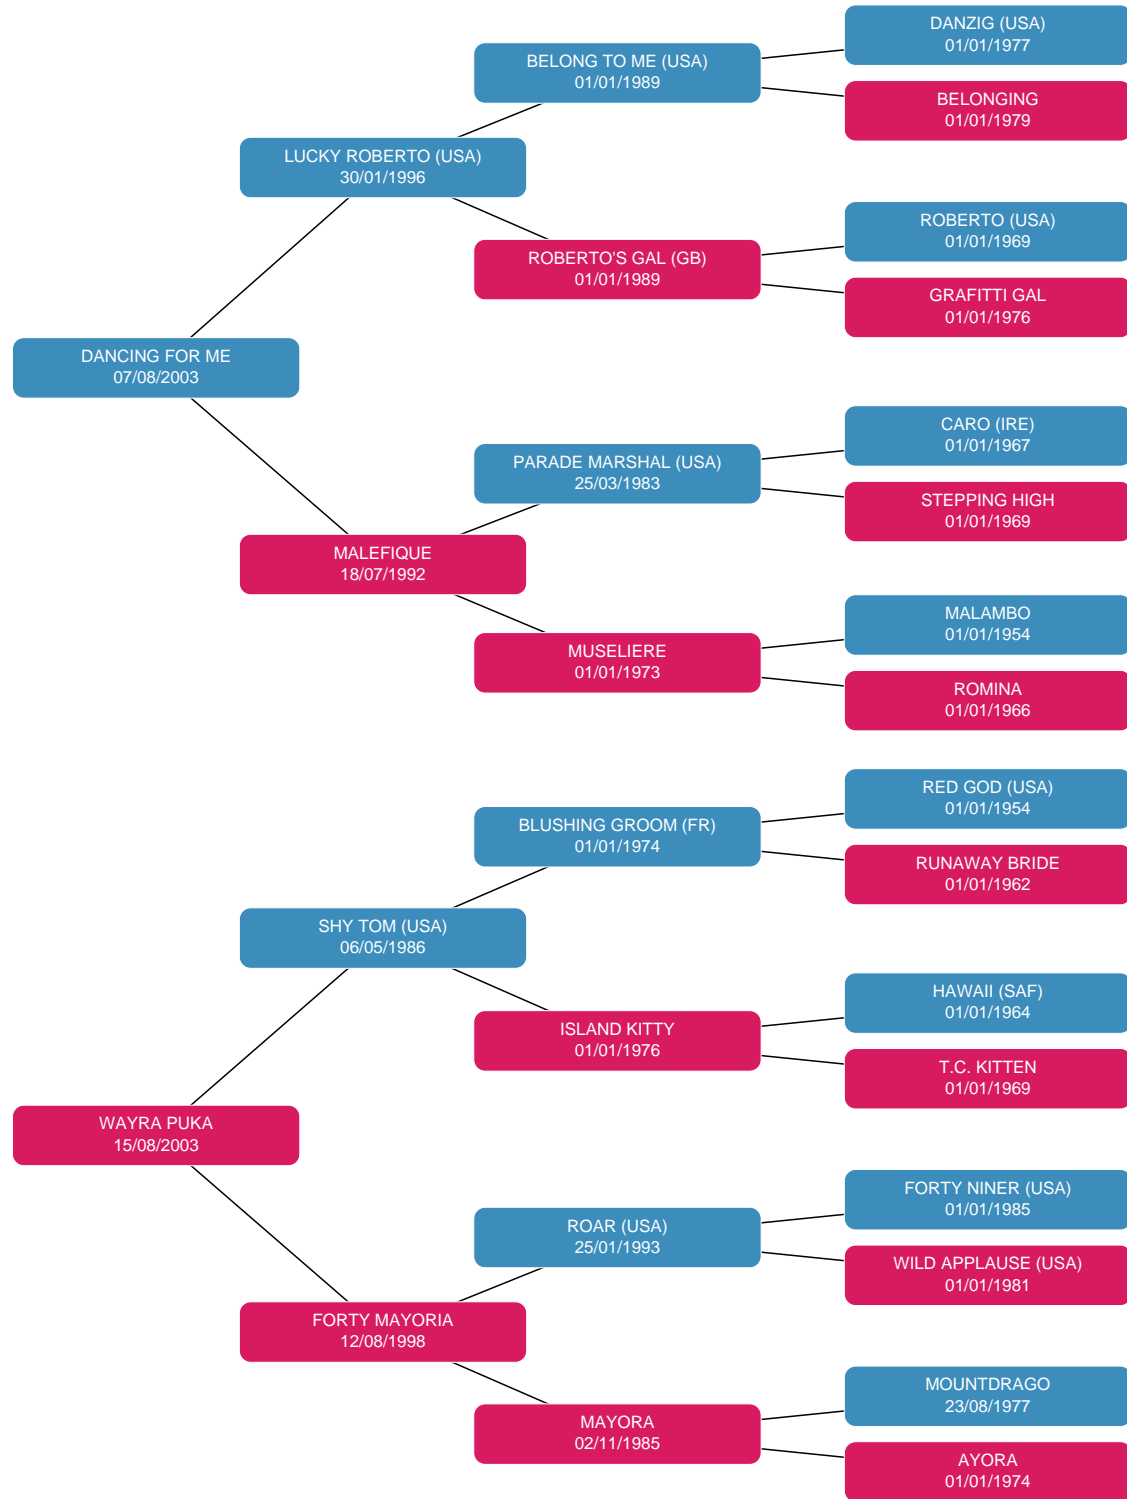 DANZIG (USA)
01/01/1977
BELONG TO ME (USA)
01/01/1989
BELONGING
01/01/1979
LUCKY ROBERTO (USA)
30/01/1996
ROBERTO (USA)
01/01/1969
ROBERTO'S GAL (GB)
01/01/1989
GRAFITTI GAL
01/01/1976
DANCING FOR ME
07/08/2003
CARO (IRE)
01/01/1967
PARADE MARSHAL (USA)
25/03/1983
STEPPING HIGH
01/01/1969
MALEFIQUE
18/07/1992
MALAMBO
01/01/1954
MUSELIERE
01/01/1973
ROMINA
01/01/1966
RED GOD (USA)
01/01/1954
BLUSHING GROOM (FR)
01/01/1974
RUNAWAY BRIDE
01/01/1962
SHY TOM (USA)
06/05/1986
HAWAII (SAF)
01/01/1964
ISLAND KITTY
01/01/1976
T.C. KITTEN
01/01/1969
WAYRA PUKA
15/08/2003
FORTY NINER (USA)
01/01/1985
ROAR (USA)
25/01/1993
WILD APPLAUSE (USA)
01/01/1981
FORTY MAYORIA
12/08/1998
MOUNTDRAGO
23/08/1977
MAYORA
02/11/1985
AYORA
01/01/1974